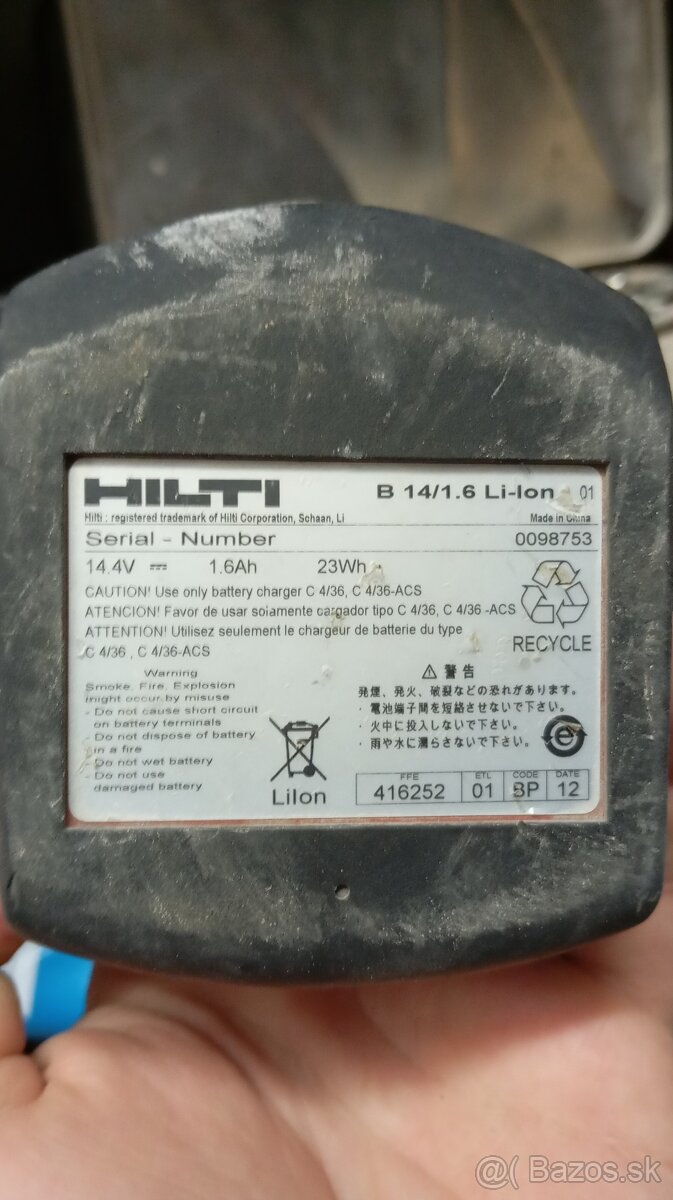 HILTI
B 14/1.6 Li-Ion 01
Hilti : registered trademark of Hilti Corporation, Schaan, Li
Made in China
Serial - Number 0098753
14.4V ⎓ 1.6Ah 23Wh
CAUTION! Use only battery charger C 4/36, C 4/36-ACS
ATENCION! Favor de usar solamente cargador tipo C 4/36, C 4/36 -ACS
ATTENTION! Utilisez seulement le chargeur de batterie du type
C 4/36 , C 4/36-ACS
RECYCLE
Warning
Smoke, Fire, Explosion
might occur by misuse
- Do not cause short circuit
on battery terminals
- Do not dispose of battery
in a fire
- Do not wet battery
- Do not use
damaged battery
LiIon
⚠ 警告
発煙、発火、破裂などの恐れがあります。
・電池端子間を短絡させないで下さい。
・火中に投入しないで下さい。
・雨や水に濡らさないで下さい。
e
FFE ETL CODE DATE
416252 01 BP 12
@( Bazos.sk